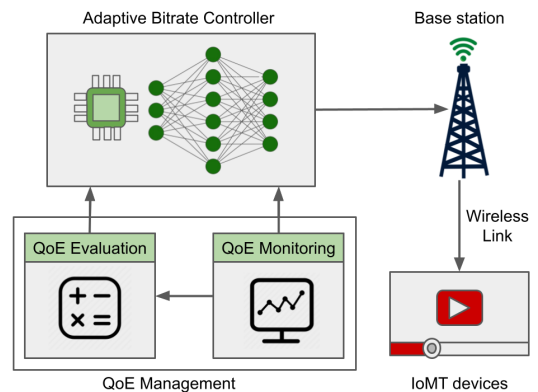 Adaptive Bitrate Controller
Base station
QoE Evaluation
QoE Monitoring
Wireless
Link
QoE Management
IoMT devices